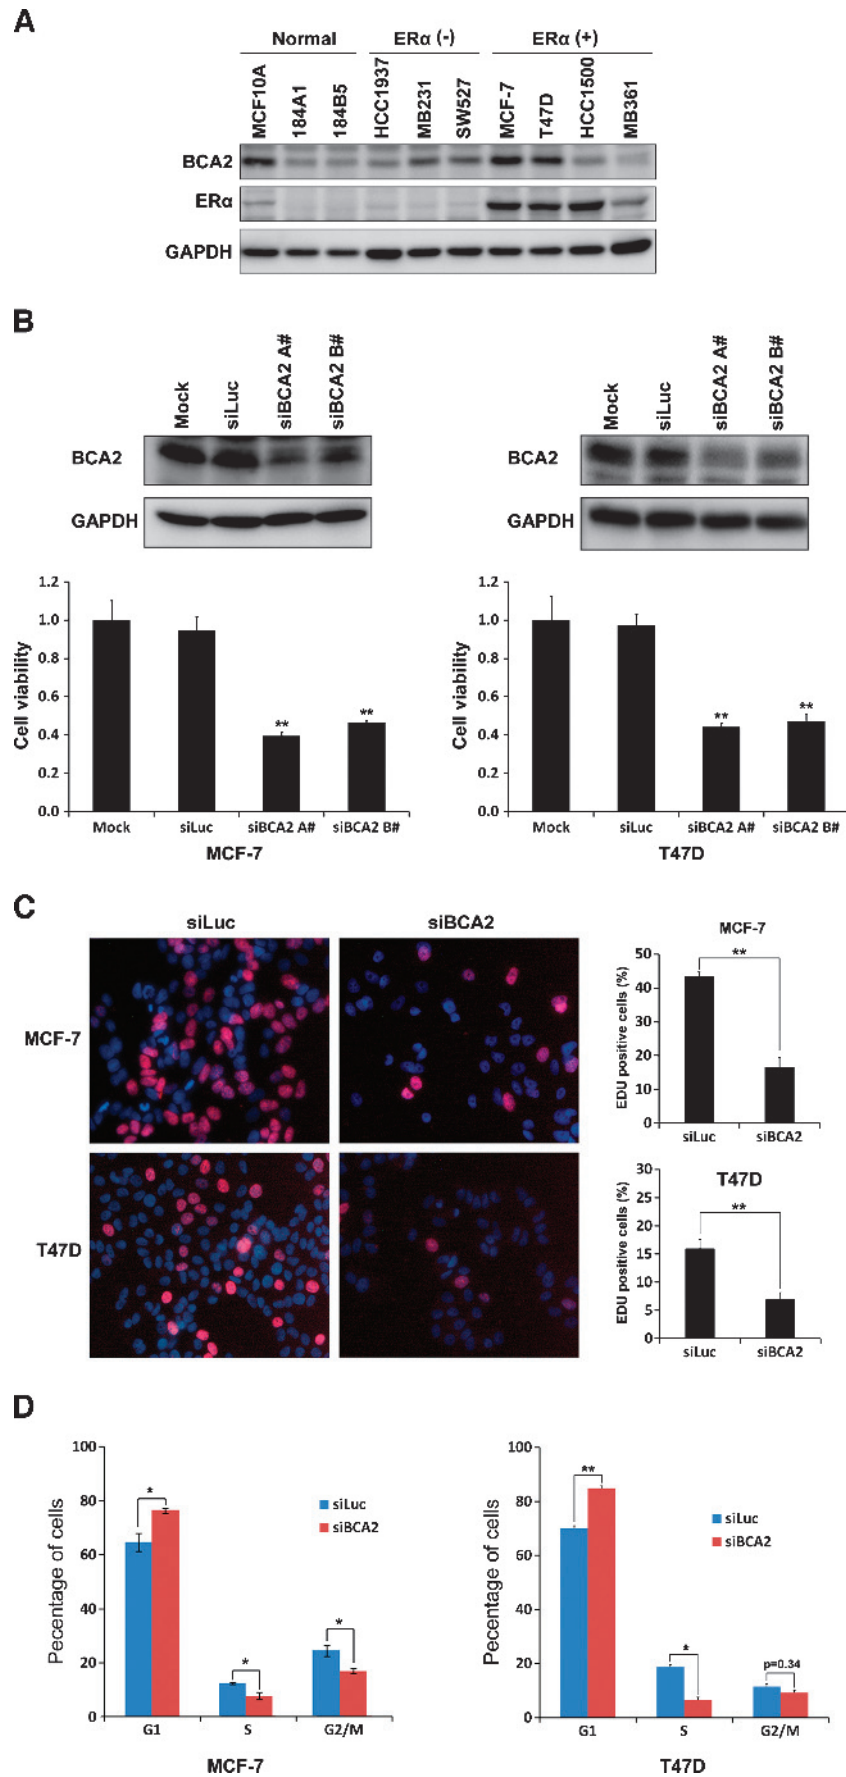 A
Normal ERα (-) ERα (+)
MCF10A 184A1 184B5 HCC1937 MB231 SW527 MCF-7 T47D HCC1500 MB361
BCA2
ERα
GAPDH
B
Mock siLuc siBCA2 A# siBCA2 B#
BCA2
GAPDH
Mock siLuc siBCA2 A# siBCA2 B#
BCA2
GAPDH
Cell viability
1.2
1.0
0.8
0.6
0.4
0.2
0.0
** **
Mock siLuc siBCA2 A# siBCA2 B#
MCF-7
Cell viability
1.2
1.0
0.8
0.6
0.4
0.2
0.0
** **
Mock siLuc siBCA2 A# siBCA2 B#
T47D
C
siLuc siBCA2
MCF-7
T47D
MCF-7
EDU positive cells (%)
50
40
30
20
10
0
**
siLuc siBCA2
T47D
EDU positive cells (%)
30
25
20
15
10
5
0
**
siLuc siBCA2
D
Pecentage of cells
100
80
60
40
20
0
* * *
siLuc
siBCA2
G1 S G2/M
MCF-7
Pecentage of cells
100
80
60
40
20
0
** * p=0.34
siLuc
siBCA2
G1 S G2/M
T47D